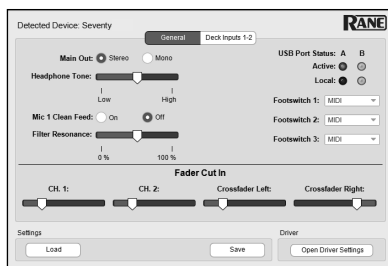 Detected Device: Seventy
RANE
General
Deck Inputs 1-2
Main Out: Stereo Mono
Headphone Tone:
Low High
Mic 1 Clean Feed: On Off
Filter Resonance:
0 % 100 %
USB Port Status: A B
Active:
Local:
Footswitch 1: MIDI
Footswitch 2: MIDI
Footswitch 3: MIDI
Fader Cut In
CH. 1: CH. 2: Crossfader Left: Crossfader Right:
Settings
Load Save
Driver
Open Driver Settings